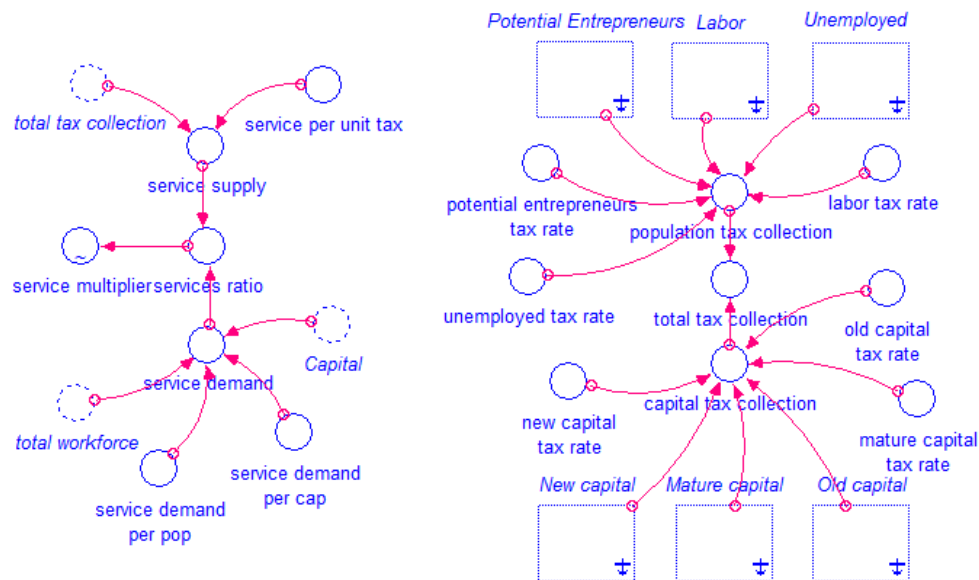 Potential Entrepreneurs
Labor
Unemployed
total tax collection
service per unit tax
service supply
potential entrepreneurs
tax rate
labor tax rate
population tax collection
service multiplier
services ratio
unemployed tax rate
total tax collection
old capital
tax rate
Capital
service demand
new capital
tax rate
capital tax collection
mature capital
tax rate
total workforce
service demand
per cap
service demand
per pop
New capital
Mature capital
Old capital
~